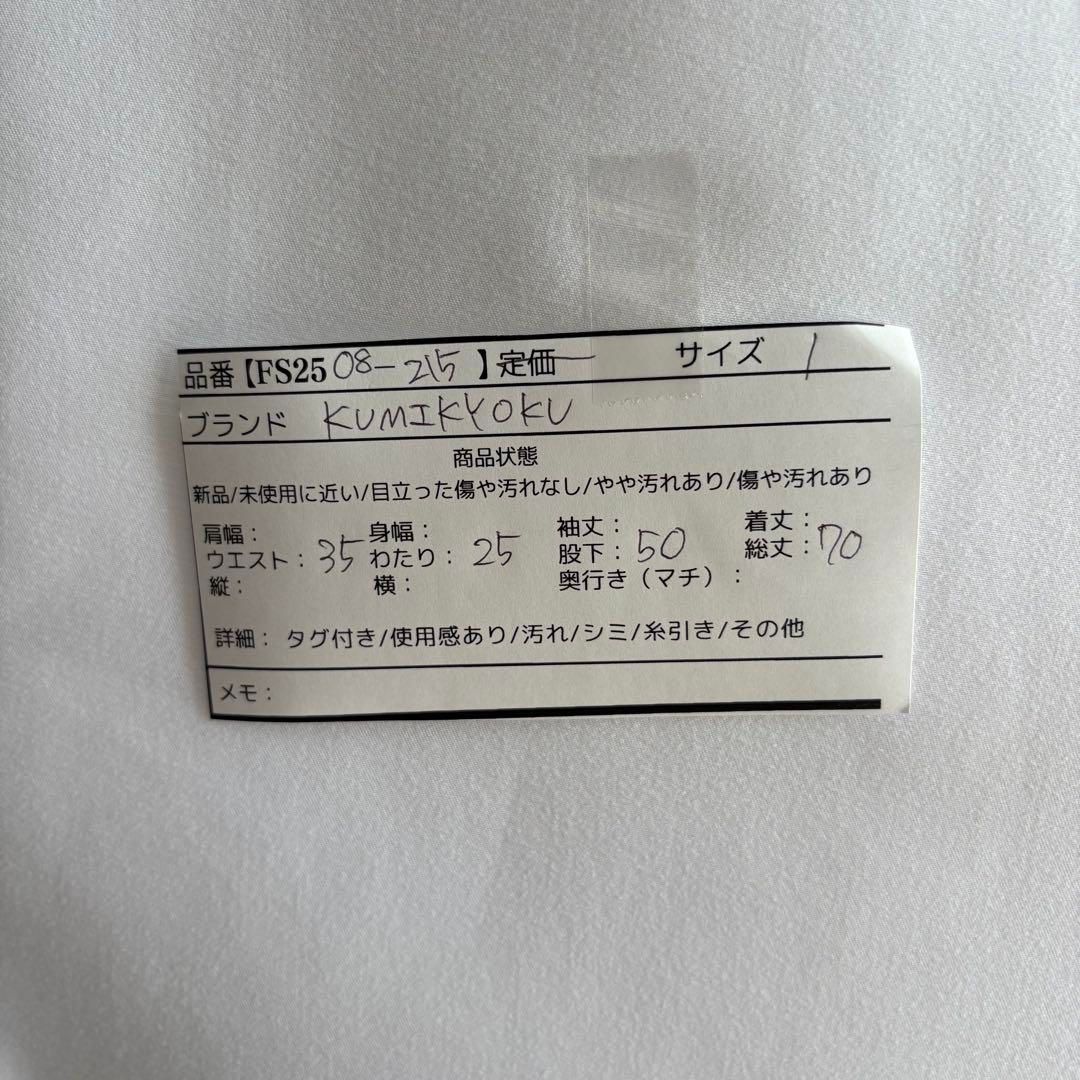 品番【FS2508-215】定価 サイズ 1
ブランド KUMIKYOKU
商品状態
新品/未使用に近い/目立った傷や汚れなし/やや汚れあり/傷や汚れあり
肩幅: 身幅: 袖丈: 着丈:
ウエスト: 35 わたり: 25 股下: 50 総丈: 70
縦: 横: 奥行き(マチ):
詳細: タグ付き/使用感あり/汚れ/シミ/糸引き/その他
メモ: